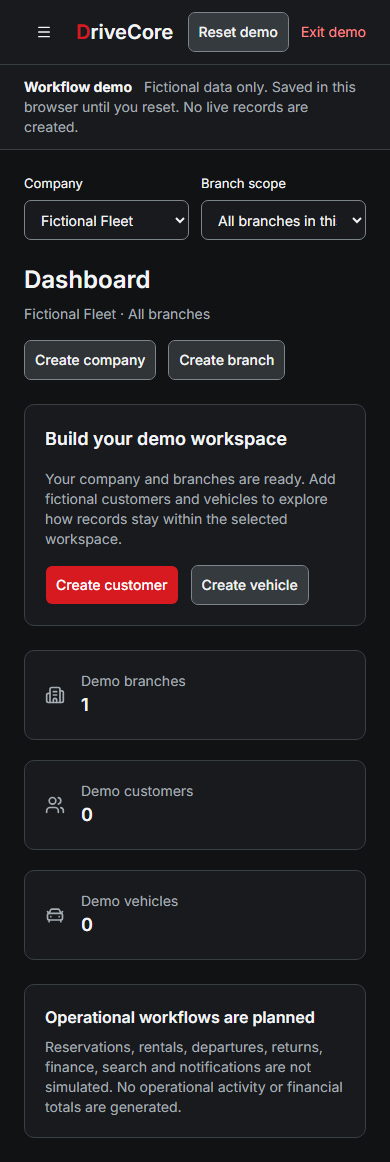 DriveCore
Reset demo
Exit demo
Workflow demo Fictional data only. Saved in this
browser until you reset. No live records are
created.
Company
Branch scope
Fictional Fleet
All branches in thi
Dashboard
Fictional Fleet · All branches
Create company
Create branch
Build your demo workspace
Your company and branches are ready. Add
fictional customers and vehicles to explore
how records stay within the selected
workspace.
Create customer
Create vehicle
Demo branches
1
Demo customers
0
Demo vehicles
0
Operational workflows are planned
Reservations, rentals, departures, returns,
finance, search and notifications are not
simulated. No operational activity or financial
totals are generated.